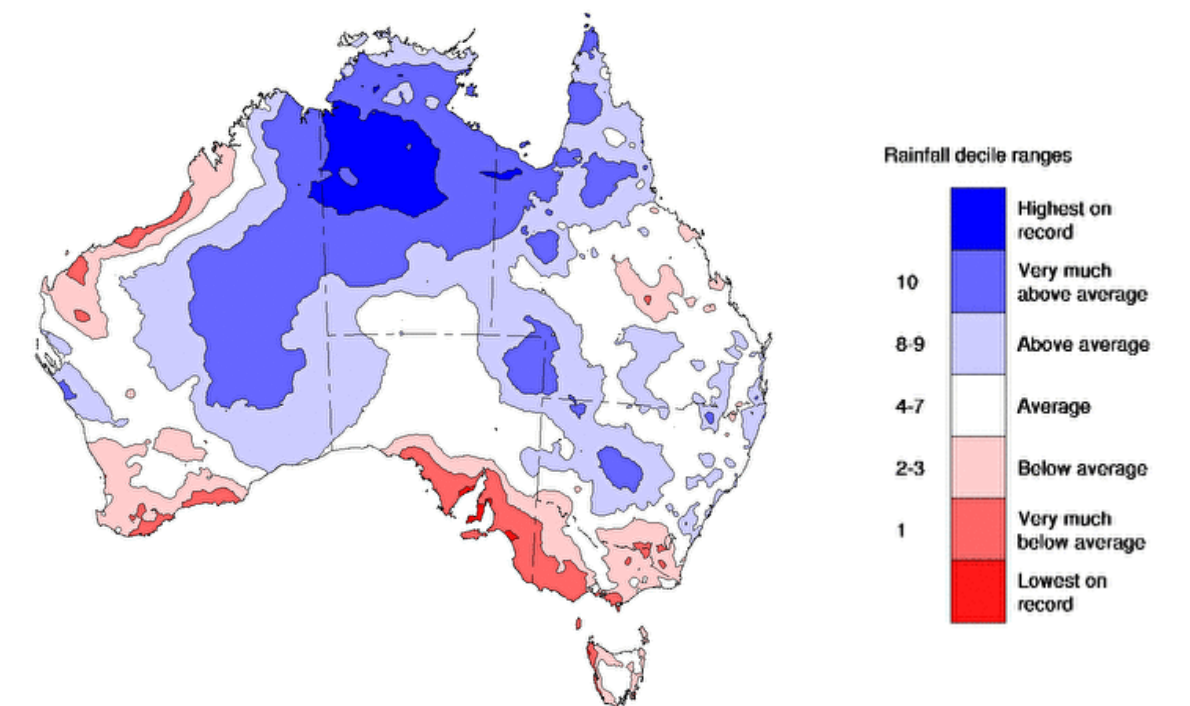 Rainfall decile ranges
Highest on
record
10
Very much
above average
8-9
Above average
4-7
Average
2-3
Below average
1
Very much
below average
Lowest on
record